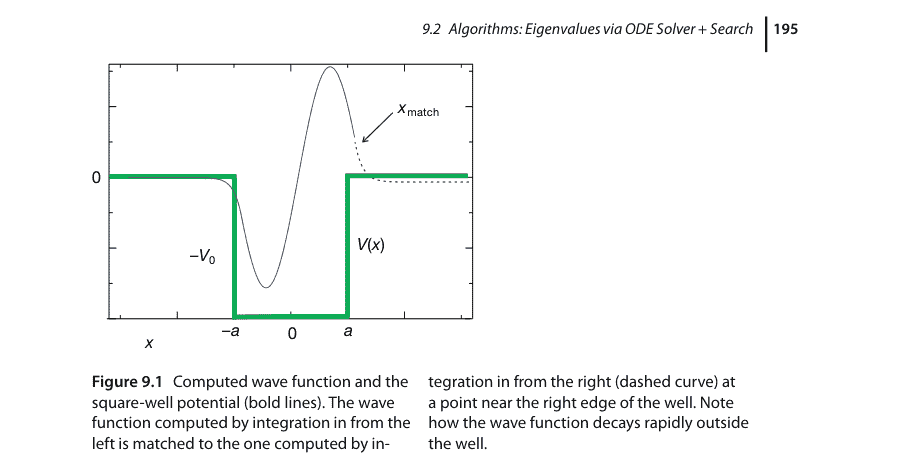 9.2 Algorithms: Eigenvalues via ODE Solver + Search 195
xmatch
0
V(x)
–V0
–a 0 a
x
Figure 9.1 Computed wave function and the
square-well potential (bold lines). The wave
function computed by integration in from the
left is matched to the one computed by in-
tegration in from the right (dashed curve) at
a point near the right edge of the well. Note
how the wave function decays rapidly outside
the well.